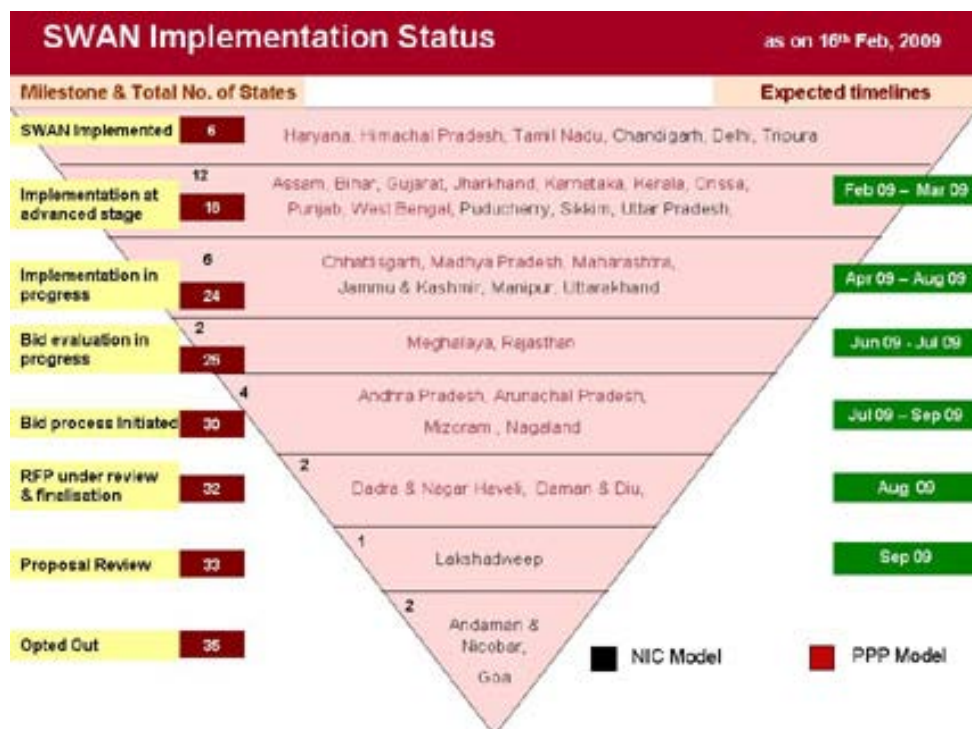 SWAN Implementation Status
as on 16th Feb, 2009
Milestone & Total No. of States
Expected timelines
SWAN Implemented
6
Haryana, Himachal Pradesh, Tamil Nadu, Chandigarh, Delhi, Tripura
Implementation at
advanced stage
12
18
Assam, Bihar, Gujarat, Jharkhand, Karnataka, Kerala, Orissa,
Punjab, West Bengal, Puducherry, Sikkim, Uttar Pradesh,
Feb 09 – Mar 09
Implementation in
progress
6
24
Chhattisgarh, Madhya Pradesh, Maharashtra,
Jammu & Kashmir, Manipur, Uttarakhand
Apr 09 – Aug 09
Bid evaluation in
progress
2
26
Meghalaya, Rajasthan
Jun 09 - Jul 09
Bid process Initiated
4
30
Andhra Pradesh, Arunachal Pradesh,
Mizoram , Nagaland
Jul 09 – Sep 09
RFP under review
& finalisation
2
32
Dadra & Nagar Haveli, Daman & Diu,
Aug 09
Proposal Review
1
33
Lakshadweep
Sep 09
Opted Out
2
35
Andaman &
Nicobar,
Goa
NIC Model
PPP Model